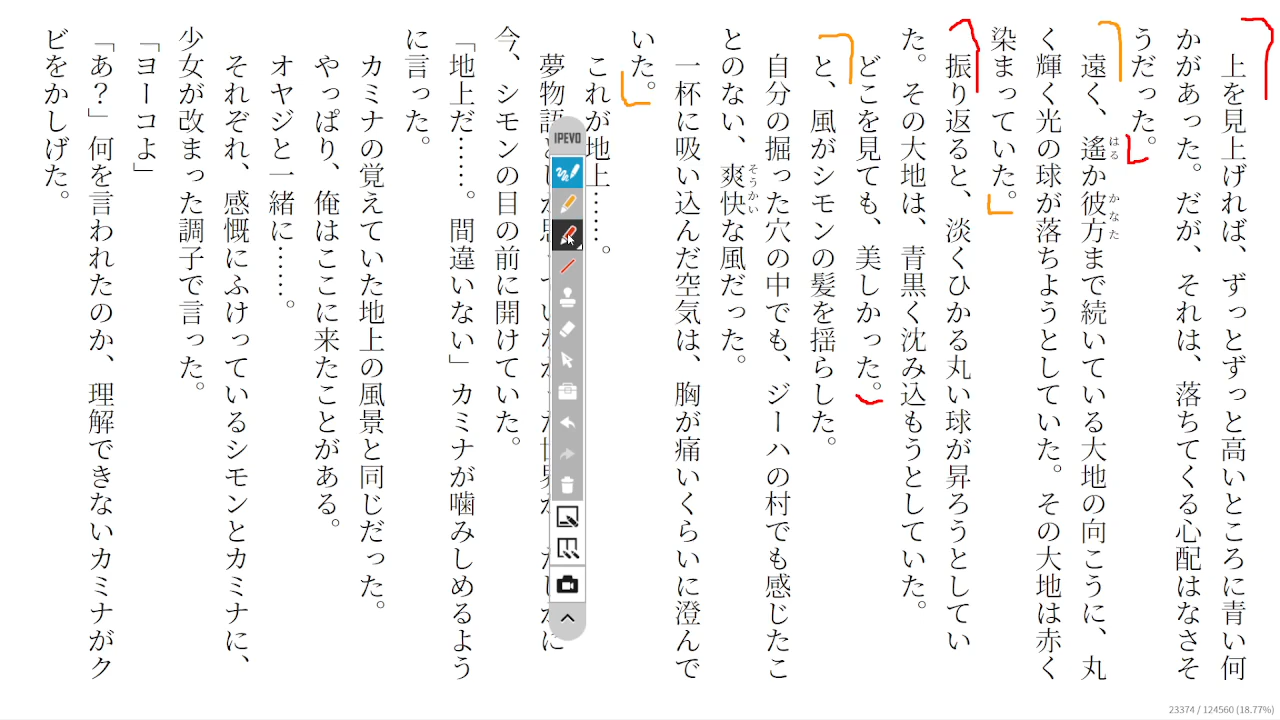 上を見上げれば、ずっとずっと高いところに青い何
かがあった。だが、それは、落ちてくる心配はなさそ
うだった。
遠く、遙か彼方まで続いている大地の向こうに、丸
はる
かなた
く輝く光の球が落ちようとしていた。その大地は赤く
染まっていた。
振り返ると、淡くひかる丸い球が昇ろうとしてい
た。その大地は、青黒く沈み込もうとしていた。
どこを見ても、美しかった。
と、風がシモンの髪を揺らした。
自分の掘った穴の中でも、ジーハの村でも感じたこ
とのない、爽快な風だった。
そうかい
一杯に吸い込んだ空気は、胸が痛いくらいに澄んで
いた。
これが地上……。
夢物語
今、シモンの目の前に開けていた。
「地上だ……。間違いない」カミナが噛みしめるよう
に言った。
カミナの覚えていた地上の風景と同じだった。
やっぱり、俺はここに来たことがある。
オヤジと一緒に……。
それぞれ、感慨にふけっているシモンとカミナに、
少女が改まった調子で言った。
「ヨーコよ」
「あ？」何を言われたのか、理解できないカミナがク
ビをかしげた。
IPEVO
23374 / 124560 (18.77%)